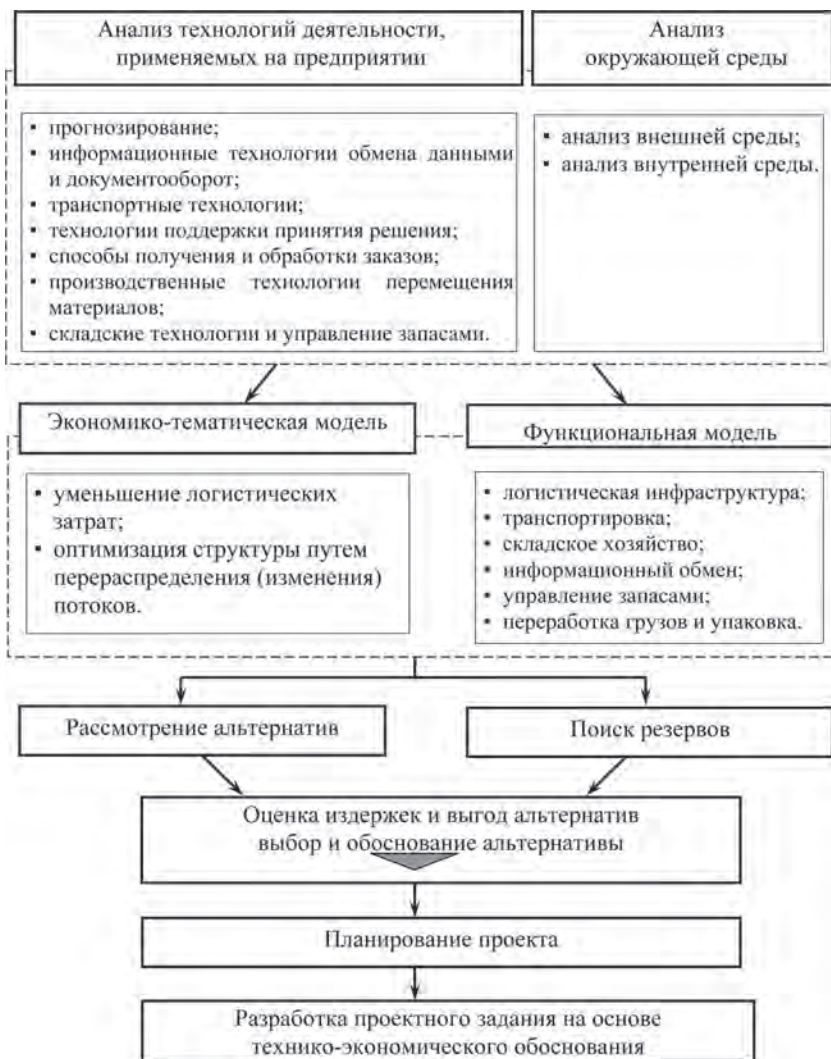 Анализ технологий деятельности,
применяемых на предприятии
Анализ
окружающей среды
▪ прогнозирование;
▪ информационные технологии обмена данными
и документооборот;
▪ транспортные технологии;
▪ технологии поддержки принятия решения;
▪ способы получения и обработки заказов;
▪ производственные технологии перемещения
материалов;
▪ складские технологии и управление запасами.
▪ анализ внешней среды;
▪ анализ внутренней среды.
Экономико-тематическая модель
Функциональная модель
• уменьшение логистических
затрат;
• оптимизация структуры путем
перераспределения (изменения)
потоков.
• логистическая инфраструктура;
• транспортировка;
• складское хозяйство;
• информационный обмен;
• управление запасами;
• переработка грузов и упаковка.
Рассмотрение альтернатив
Поиск резервов
Оценка издержек и выгод альтернатив
выбор и обоснование альтернативы
Планирование проекта
Разработка проектного задания на основе
технико-экономического обоснования